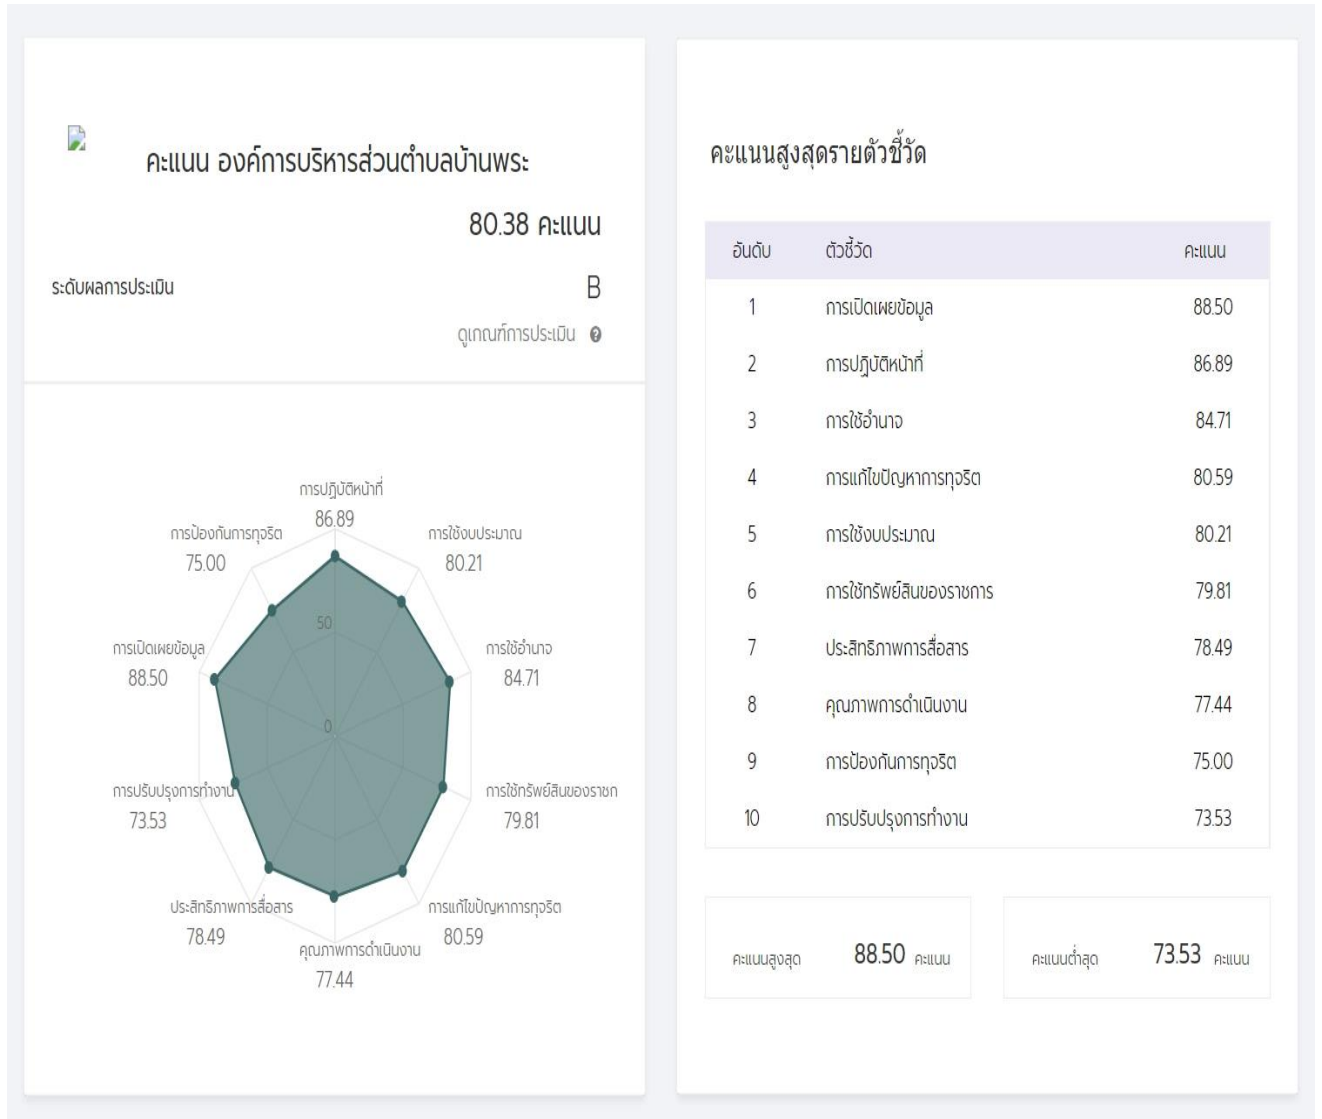 คะแนน องค์การบริหารส่วนตำบลบ้านพระ
80.38 คะแนน
ระดับผลการประเมิน B
ดูเกณฑ์การประเมิน ?
การปฏิบัติหน้าที่
86.89
การป้องกันการทุจริต
75.00
การใช้งบประมาณ
80.21
50
การเปิดเผยข้อมูล
88.50
การใช้อำนาจ
84.71
0
การปรับปรุงการทำงาน
73.53
การใช้ทรัพย์สินของราชก
79.81
ประสิทธิภาพการสื่อสาร
78.49
การแก้ไขปัญหาการทุจริต
80.59
คุณภาพการดำเนินงาน
77.44
คะแนนสูงสุดรายตัวชี้วัด
อันดับ ตัวชี้วัด คะแนน
1 การเปิดเผยข้อมูล 88.50
2 การปฏิบัติหน้าที่ 86.89
3 การใช้อำนาจ 84.71
4 การแก้ไขปัญหาการทุจริต 80.59
5 การใช้งบประมาณ 80.21
6 การใช้ทรัพย์สินของราชการ 79.81
7 ประสิทธิภาพการสื่อสาร 78.49
8 คุณภาพการดำเนินงาน 77.44
9 การป้องกันการทุจริต 75.00
10 การปรับปรุงการทำงาน 73.53
คะแนนสูงสุด 88.50 คะแนน
คะแนนต่ำสุด 73.53 คะแนน